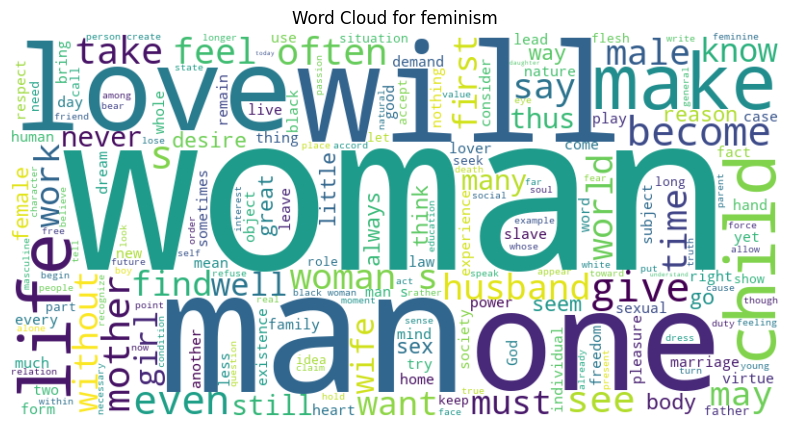 Word Cloud for feminism
person create
longer
use
situation
lead
flesh
write
feminine
today
daughter
love
will
woman
man
one
take
feel
often
demand
first
consider
way
nature
male
know
make
say
respect
need
bring
call
day
friend
among
bear
state
passion
natural
remain
accept
nothing
good
value
eye
general
reason
case
human
never
lose
whole
desire
live
thing
black
let
thus
play
become
come
place
accord
lover
seek
death
fear
fact
female
character
believe
free
work
dream
s
sometimes
object
interest
great
leave
little
always
think
education
many
social
experience
far
soul
example
whose
slave
world
word
subject
time
long
parent
yet
hand
force
allow
truth
child
life
masculine
people
begin
tell
look
new
future
boy
order
self
refuse
mean
role
law
speak
appear
white
toward
put
right
show
cause
though
understand
without
mother
girl
find
well
woman s
husband
give
go
may
part
every
alone
recognize
point
now
condition
existence
real
black woman
moment
act
man s
rather
mind
sense
power
seem
society
God
sexual
pleasure
freedom
individual
duty
feeling
marriage
much
relation
two
form
within
necessary
another
less
question
family
idea
claim
sex
try
home
wife
true
already
present
dress
turn
young
virtue
even
still
heart
want
hold
keep
face
must
see
body
father